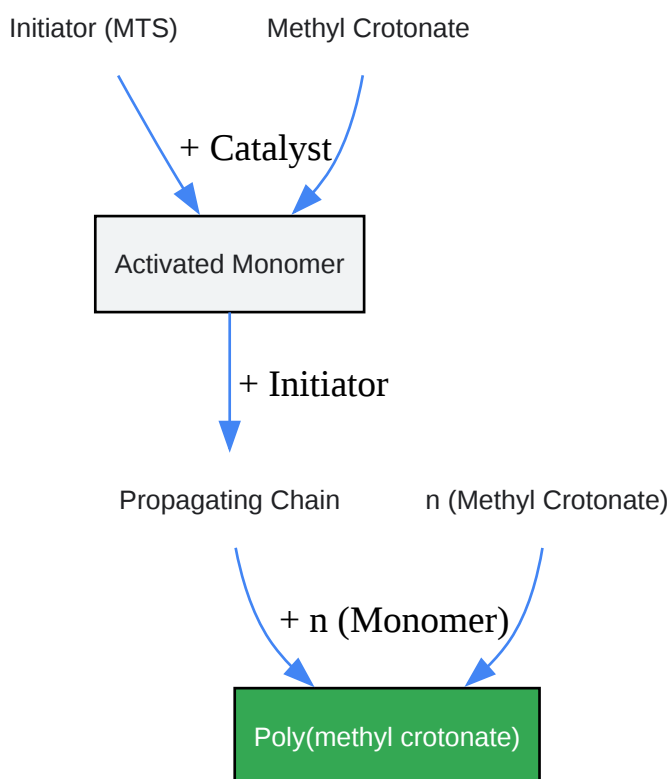 Initiator (MTS)
Methyl Crotonate
+ Catalyst
Activated Monomer
+ Initiator
Propagating Chain
n (Methyl Crotonate)
+ n (Monomer)
Poly(methyl crotonate)